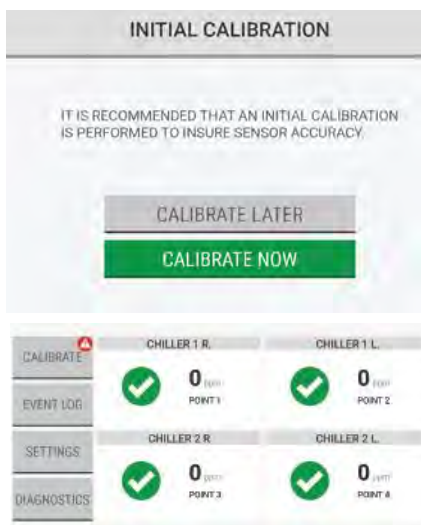 INITIAL CALIBRATION
IT IS RECOMMENDED THAT AN INITIAL CALIBRATION
IS PERFORMED TO INSURE SENSOR ACCURACY.
CALIBRATE LATER
CALIBRATE NOW
CALIBRATE
EVENT LOG
SETTINGS
DIAGNOSTICS
CHILLER 1 R. CHILLER 1 L.
0 ppm 0 ppm
POINT 1 POINT 2
CHILLER 2 R CHILLER 2 L.
0 ppm 0 ppm
POINT 3 POINT 4